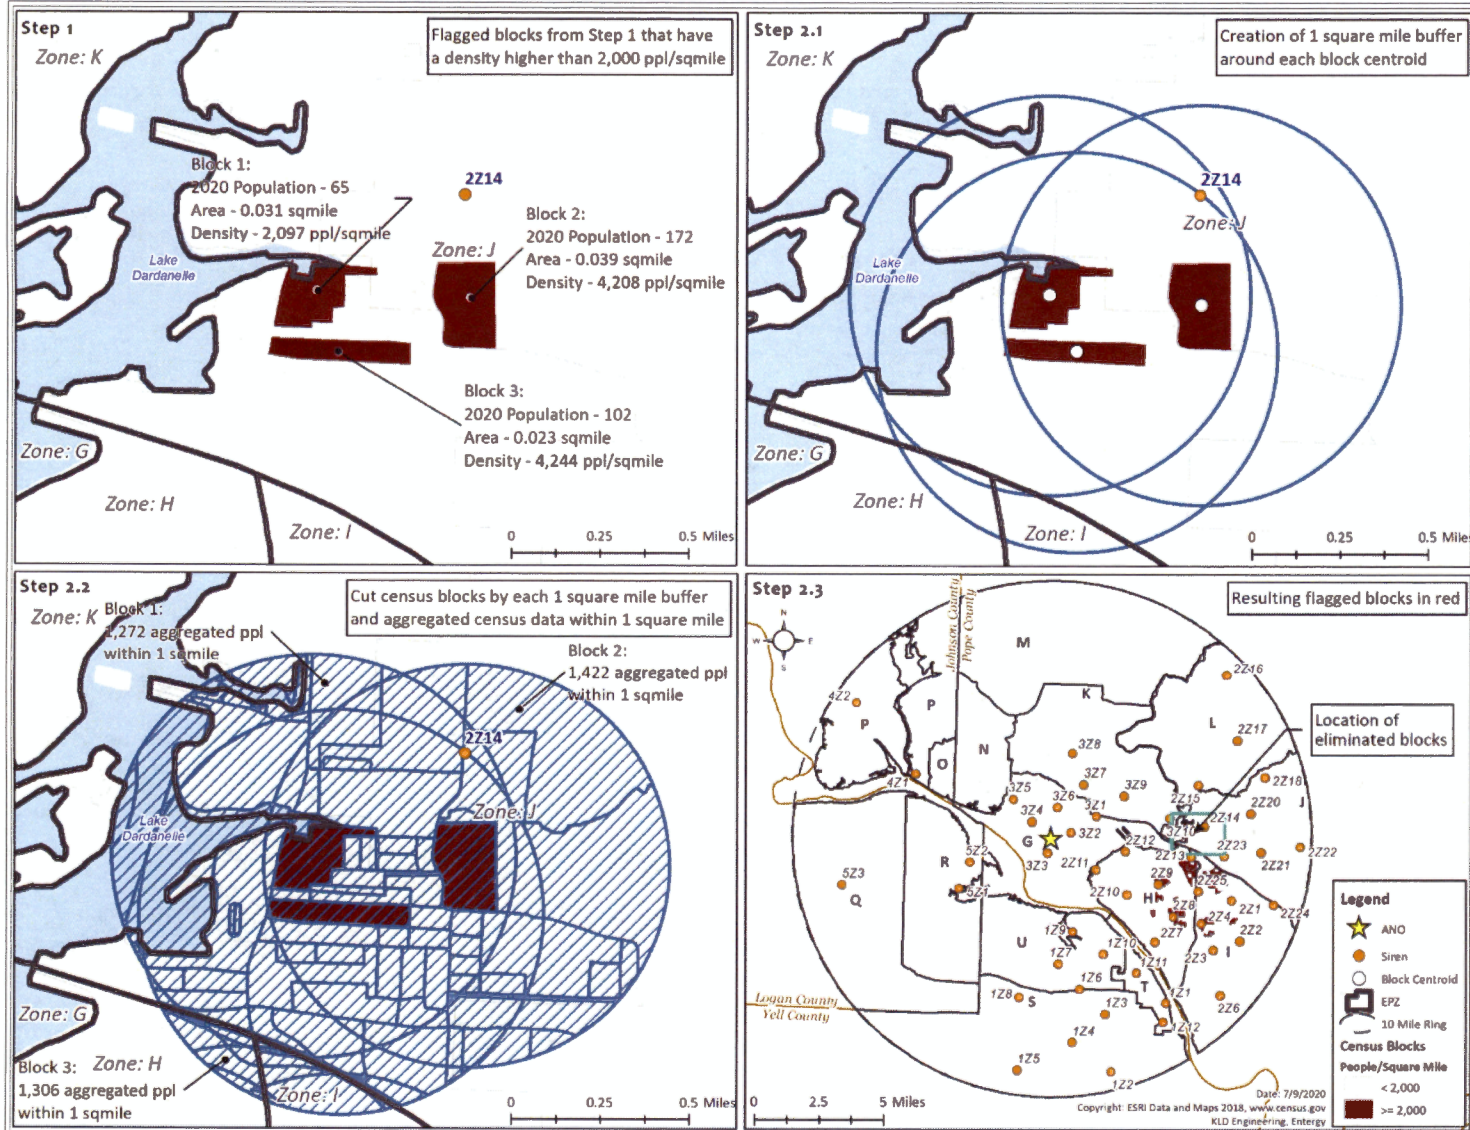 Step 1
Zone: K
Flagged blocks from Step 1 that have
a density higher than 2,000 ppl/sqmile
Block 1:
2020 Population - 65
Area - 0.031 sqmile
Density - 2,097 ppl/sqmile
2Z14
Block 2:
2020 Population - 172
Area - 0.039 sqmile
Density - 4,208 ppl/sqmile
Zone: J
Lake
Dardanelle
Block 3:
2020 Population - 102
Area - 0.023 sqmile
Density - 4,244 ppl/sqmile
Zone: G
Zone: H
Zone: I
0 0.25 0.5 Miles
Step 2.1
Zone: K
Creation of 1 square mile buffer
around each block centroid
2Z14
Zone: J
Lake
Dardanelle
Zone: G
Zone: H
Zone: I
0 0.25 0.5 Miles
Step 2.2
Zone: K
Cut census blocks by each 1 square mile buffer
and aggregated census data within 1 square mile
Block 1:
1,272 aggregated ppl
within 1 sqmile
Block 2:
1,422 aggregated ppl
within 1 sqmile
2Z14
Zone: J
Lake
Dardanelle
Zone: G
Block 3:
1,306 aggregated ppl
within 1 sqmile
Zone: H
Zone: I
0 0.25 0.5 Miles
Step 2.3
Resulting flagged blocks in red
Johnson County
Pope County
N
W
S
M
K
L
P
P
O
N
J
G
R
Q
H
I
U
S
T
4Z2
4Z1
2Z16
2Z17
Location of
eliminated blocks
3Z8
3Z7
3Z9
3Z5
3Z6
3Z4
3Z1
3Z2
3Z3
3Z10
2Z15
2Z14
2Z18
2Z20
2Z22
2Z21
2Z23
2Z13
2Z12
2Z11
2Z10
2Z9
2Z25
2Z8
2Z4
2Z1
2Z24
2Z2
2Z7
2Z3
2Z6
5Z2
5Z3
5Z1
1Z9
1Z7
1Z10
1Z11
1Z6
1Z8
1Z3
1Z1
1Z12
1Z4
1Z5
1Z2
Logan County
Yell County
0 2.5 5 Miles
Legend
ANO
Siren
Block Centroid
EPZ
10 Mile Ring
Census Blocks
People/Square Mile
< 2,000
>= 2,000
Date: 7/9/2020
Copyright: ESRI Data and Maps 2018, www.census.gov
KLD Engineering, Entergy